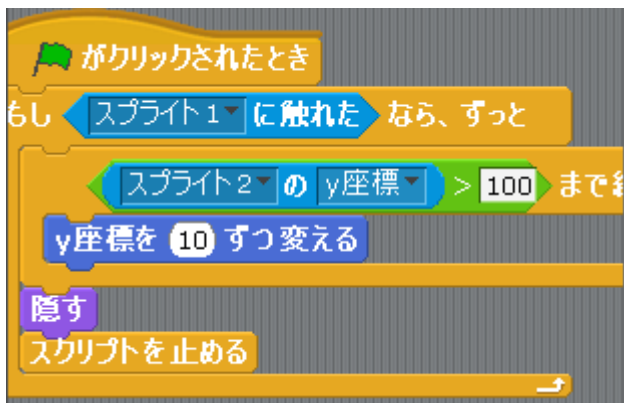 がクリックされたとき
もし スプライト1 に触れた なら、ずっと
スプライト2 の y座標 > 100 まで
y座標を 10 ずつ変える
隠す
スクリプトを止める